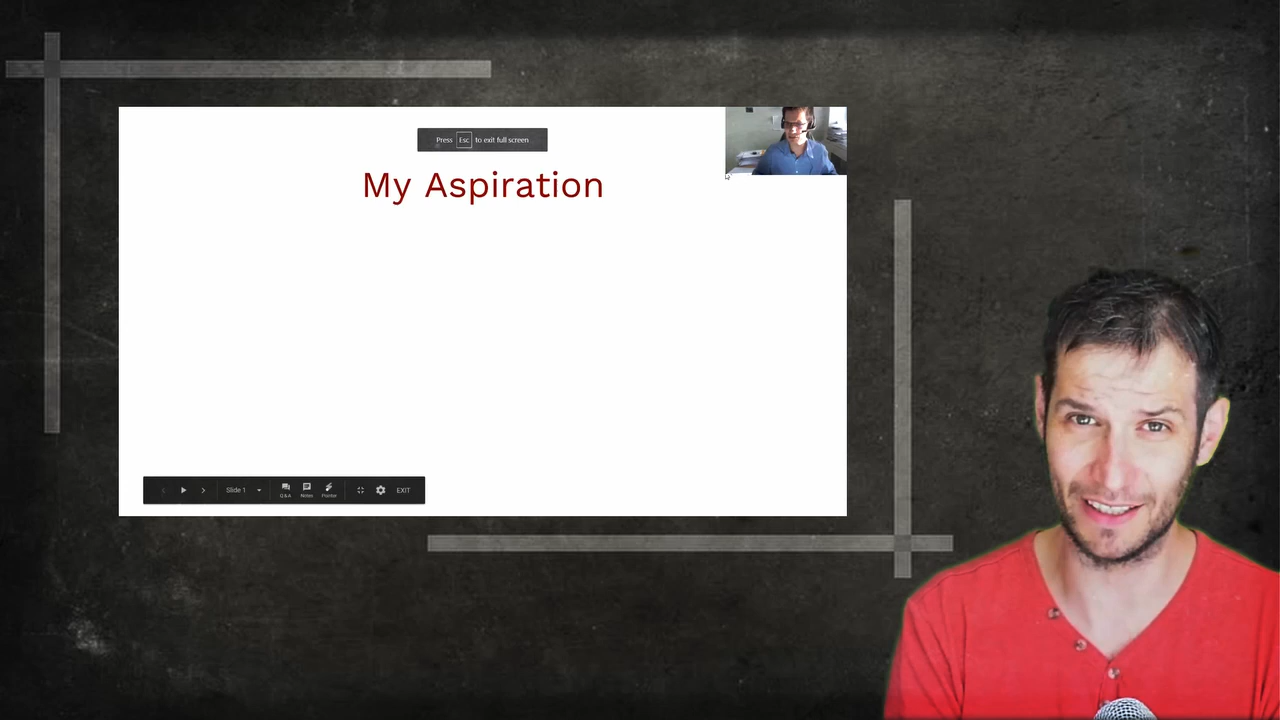 Press Esc to exit full screen
My Aspiration
Slide 1
Q&A
Notes
Pointer
EXIT